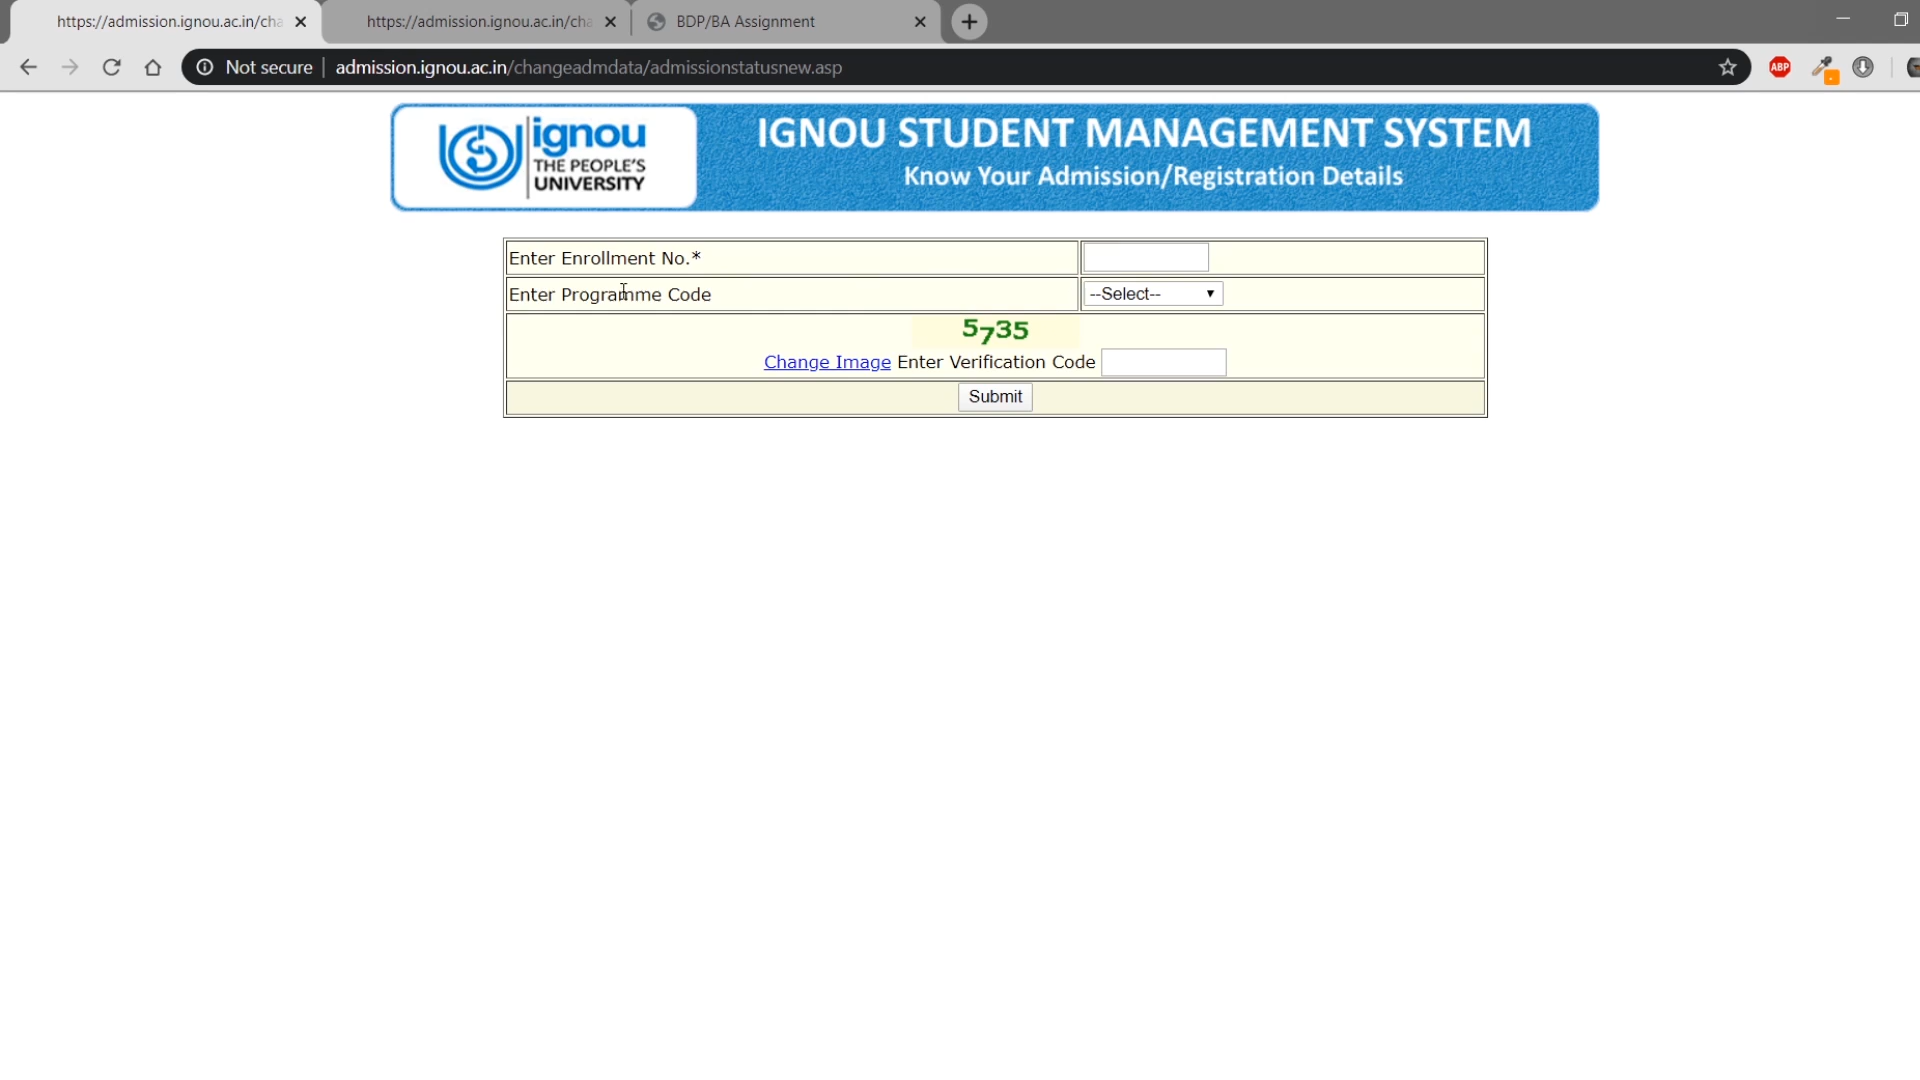 https://admission.ignou.ac.in/cha
https://admission.ignou.ac.in/cha
BDP/BA Assignment
Not secure | admission.ignou.ac.in/changeadmdata/admissionstatusnew.asp
ABP
ignou
THE PEOPLE'S
UNIVERSITY
IGNOU STUDENT MANAGEMENT SYSTEM
Know Your Admission/Registration Details
Enter Enrollment No.*
Enter Programme Code
--Select--
5735
Change Image Enter Verification Code
Submit